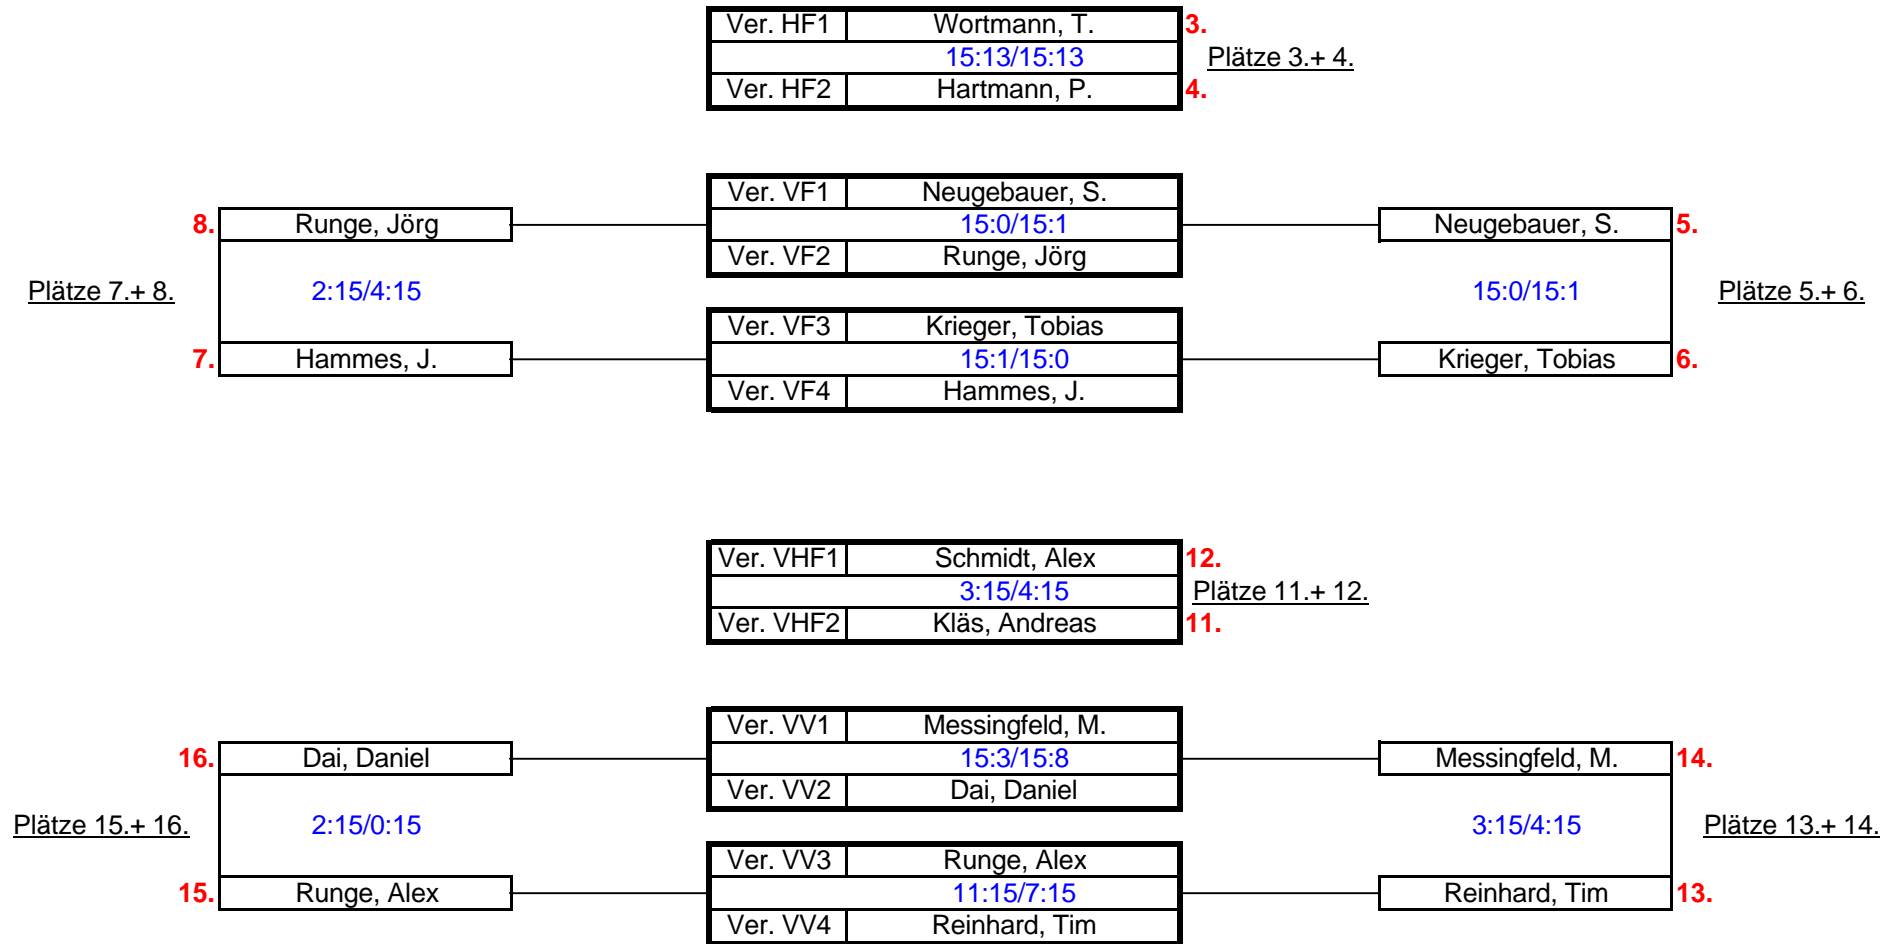 Ver. HF1 Wortmann, T. 3.
15:13/15:13 Plätze 3.+ 4.
Ver. HF2 Hartmann, P. 4.
Ver. VF1 Neugebauer, S.
8. Runge, Jörg 15:0/15:1 Neugebauer, S. 5.
Ver. VF2 Runge, Jörg
Plätze 7.+ 8. 2:15/4:15 15:0/15:1 Plätze 5.+ 6.
Ver. VF3 Krieger, Tobias
7. Hammes, J. 15:1/15:0 Krieger, Tobias 6.
Ver. VF4 Hammes, J.
Ver. VHF1 Schmidt, Alex 12.
3:15/4:15 Plätze 11.+ 12.
Ver. VHF2 Kläs, Andreas 11.
Ver. VV1 Messingfeld, M.
16. Dai, Daniel 15:3/15:8 Messingfeld, M. 14.
Ver. VV2 Dai, Daniel
Plätze 15.+ 16. 2:15/0:15 3:15/4:15 Plätze 13.+ 14.
Ver. VV3 Runge, Alex
15. Runge, Alex 11:15/7:15 Reinhard, Tim 13.
Ver. VV4 Reinhard, Tim